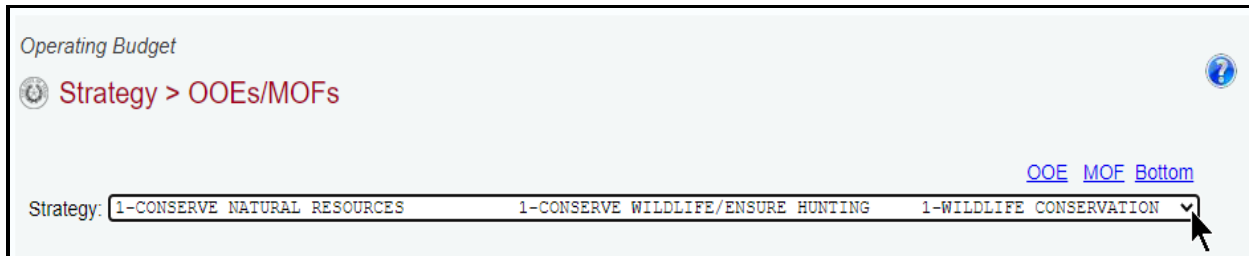 Operating Budget
Strategy > OOEs/MOFs
?
OOE MOF Bottom
Strategy: 1-CONSERVE NATURAL RESOURCES 1-CONSERVE WILDLIFE/ENSURE HUNTING 1-WILDLIFE CONSERVATION